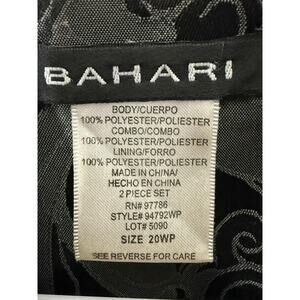 BAHARI
BODY/CUERPO
100% POLYESTER/POLIESTER
COMBO/COMBO
100% POLYESTER/POLIESTER
LINING/FORRO
100% POLYESTER/POLIESTER
MADE IN CHINA/
HECHO EN CHINA
2 PIECE SET
RN# 97786
STYLE# 94792WP
LOT# 5090
SIZE 20WP
SEE REVERSE FOR CARE